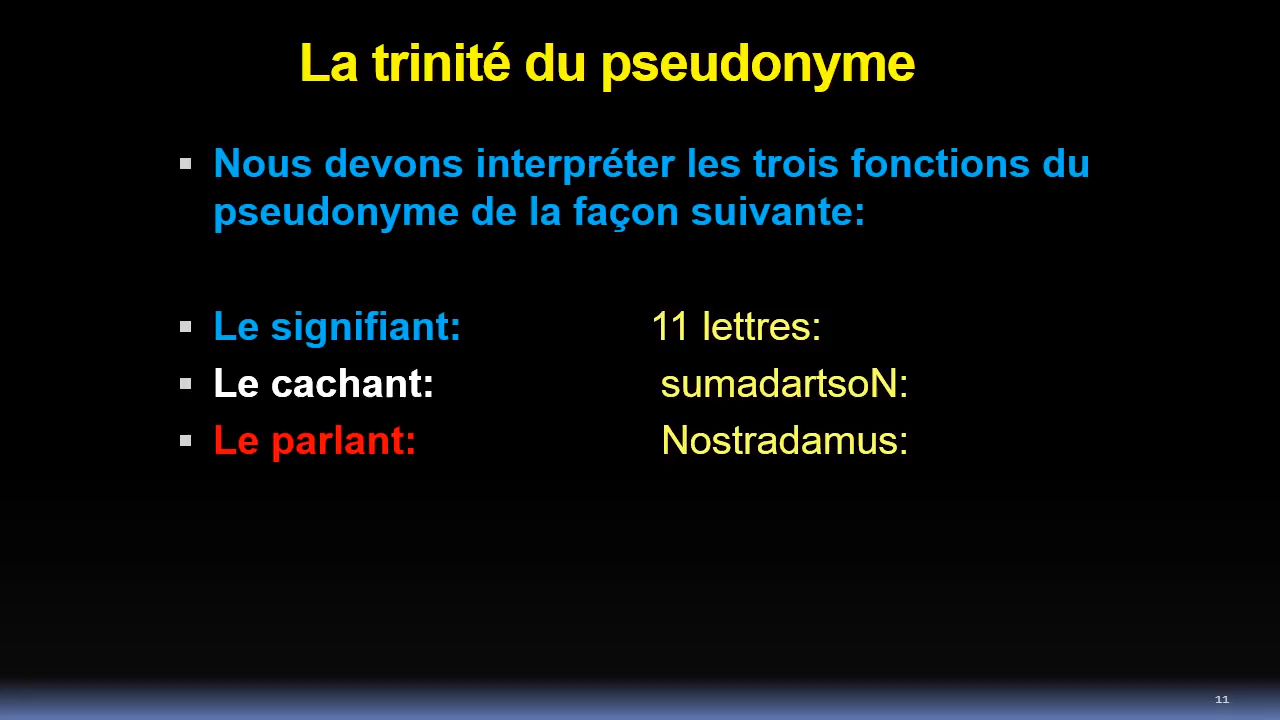 La trinité du pseudonyme
Nous devons interpréter les trois fonctions du
pseudonyme de la façon suivante:
Le signifiant: 11 lettres:
Le cachant: sumadartsoN:
Le parlant: Nostradamus:
11